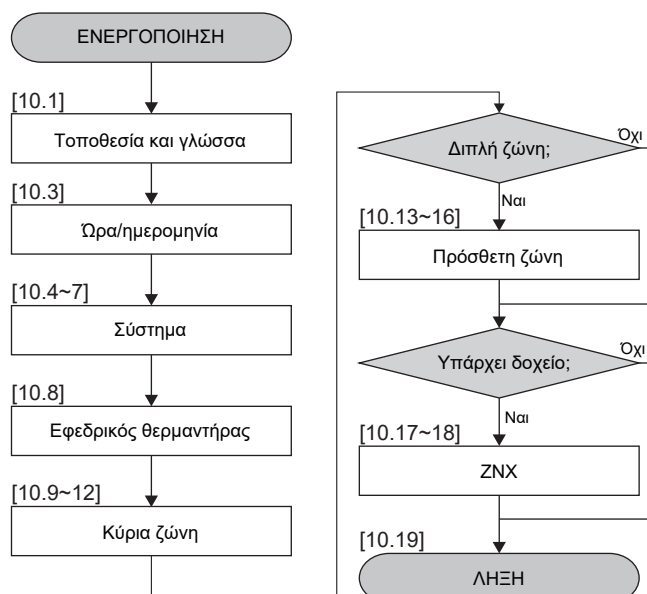 ΕΝΕΡΓΟΠΟΙΗΣΗ
[10.1]
Τοποθεσία και γλώσσα
[10.3]
Ώρα/ημερομηνία
[10.4~7]
Σύστημα
[10.8]
Εφεδρικός θερμαντήρας
[10.9~12]
Κύρια ζώνη
Διπλή ζώνη;
Όχι
Ναι
[10.13~16]
Πρόσθετη ζώνη
Υπάρχει δοχείο;
Όχι
Ναι
[10.17~18]
ΖΝΧ
[10.19]
ΛΗΞΗ